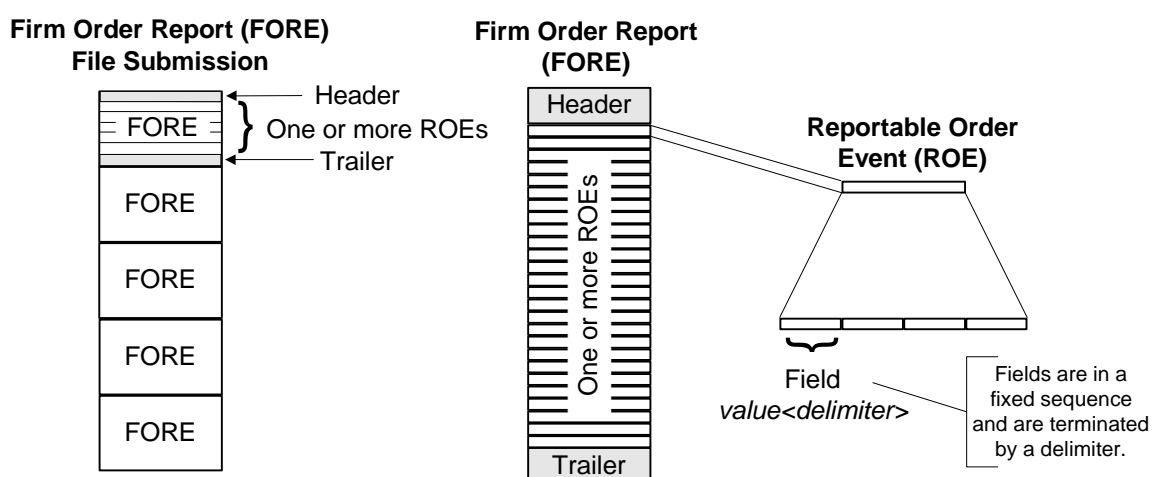 Firm Order Report (FORE)
File Submission
Header
FORE
} One or more ROEs
Trailer
FORE
FORE
FORE
FORE
Firm Order Report
(FORE)
Header
One or more ROEs
Trailer
Reportable Order
Event (ROE)
Field
value<delimiter>
Fields are in a
fixed sequence
and are terminated
by a delimiter.